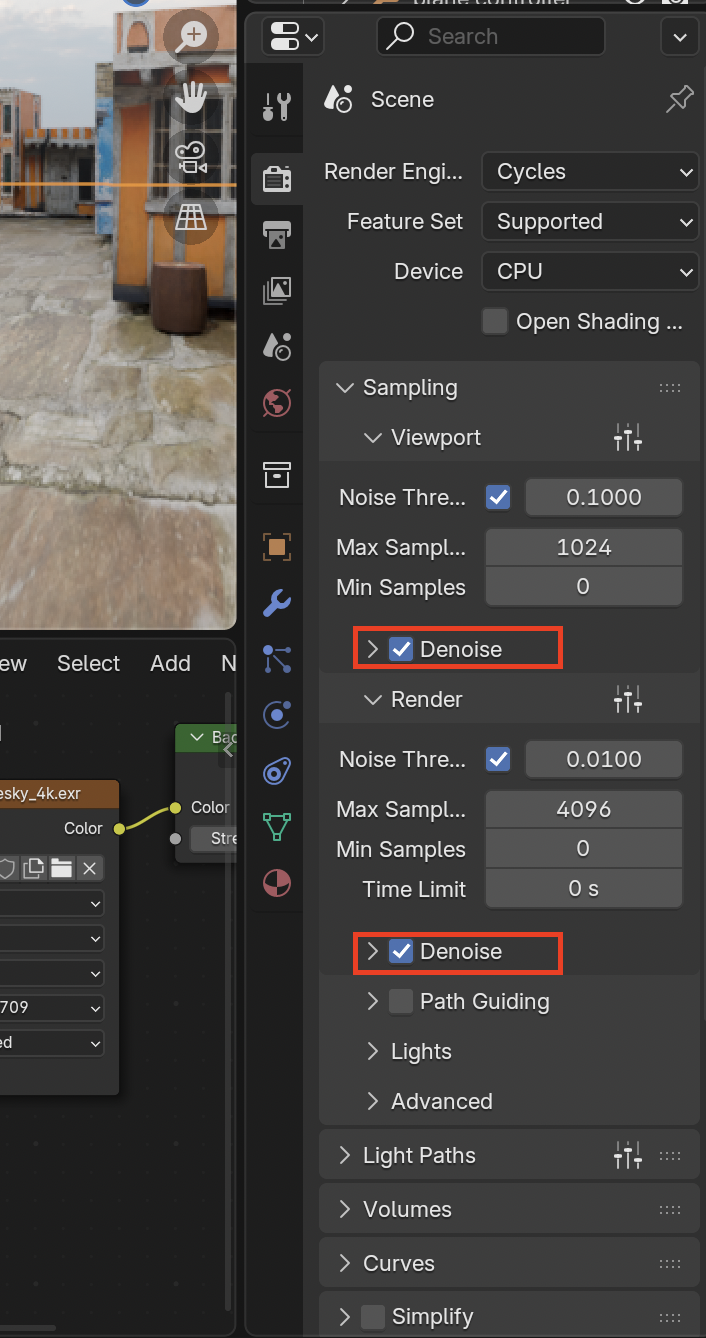 plane controller
Search
Scene
Render Engi... Cycles
Feature Set Supported
Device CPU
Open Shading ...
Sampling
Viewport
Noise Thre... 0.1000
Max Sampl... 1024
Min Samples 0
Denoise
Render
Noise Thre... 0.0100
Max Sampl... 4096
Min Samples 0
Time Limit 0 s
Denoise
Path Guiding
Lights
Advanced
Light Paths
Volumes
Curves
Simplify
ew Select Add N
Bac
esky_4k.exr
Color
Color
Stre
709
ed